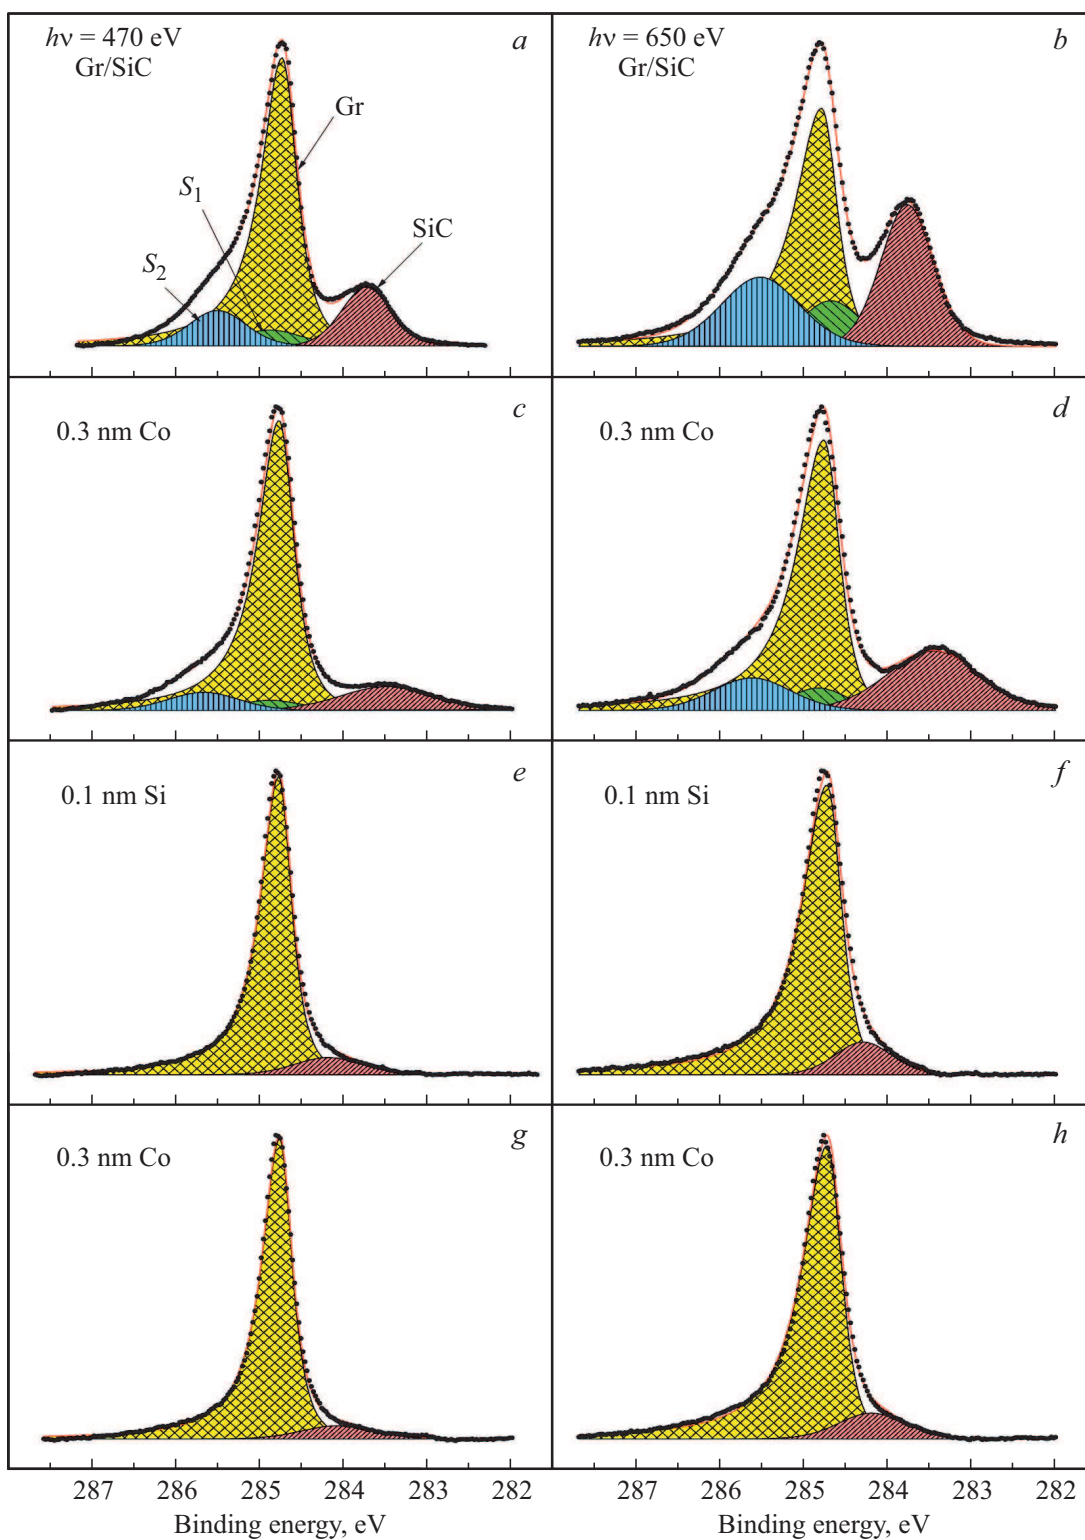 hν = 470 eV
Gr/SiC
a
Gr
S1
SiC
S2
hν = 650 eV
Gr/SiC
b
0.3 nm Co
c
0.3 nm Co
d
0.1 nm Si
e
0.1 nm Si
f
0.3 nm Co
g
0.3 nm Co
h
287 286 285 284 283 282
287 286 285 284 283 282
Binding energy, eV
Binding energy, eV